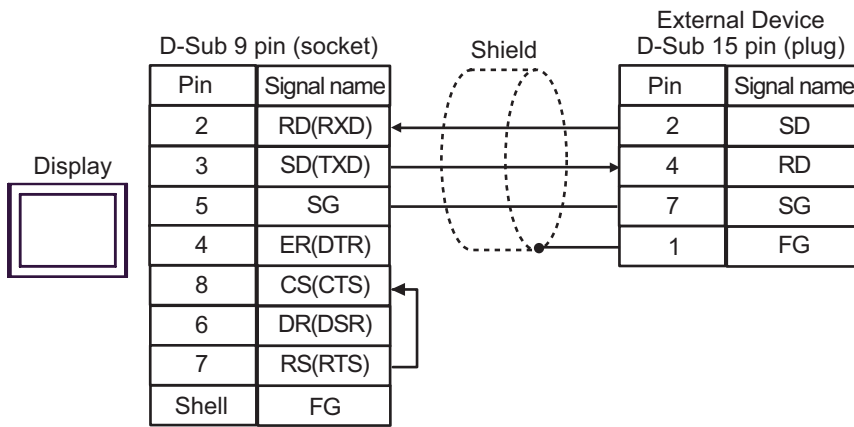 External Device
D-Sub 9 pin (socket) Shield D-Sub 15 pin (plug)
Pin Signal name Pin Signal name
2 RD(RXD) 2 SD
Display 3 SD(TXD) 4 RD
5 SG 7 SG
4 ER(DTR) 1 FG
8 CS(CTS)
6 DR(DSR)
7 RS(RTS)
Shell FG